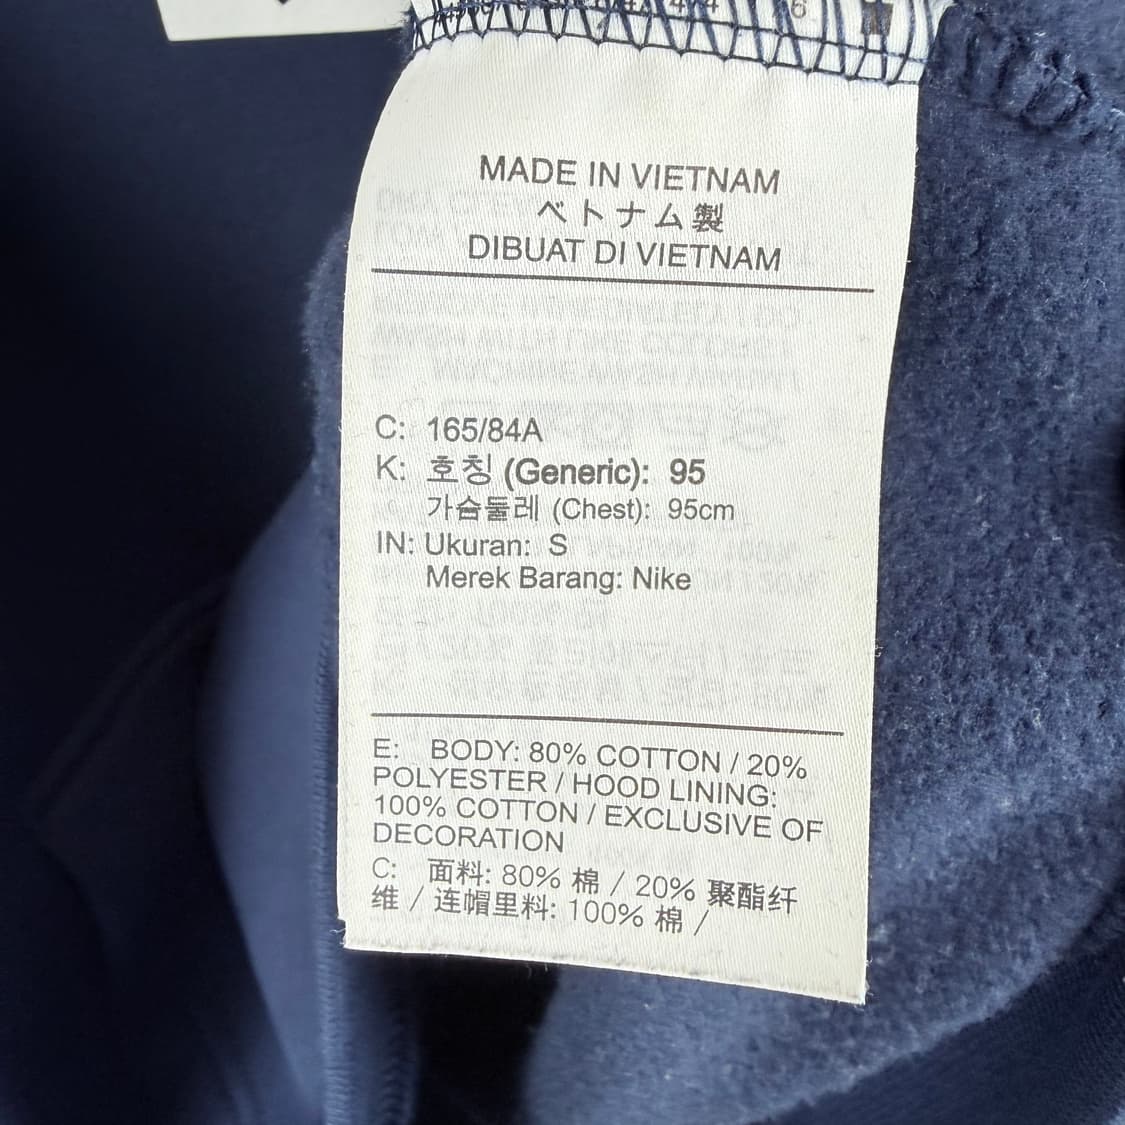 MADE IN VIETNAM
ベトナム製
DIBUAT DI VIETNAM
C: 165/84A
K: 호칭 (Generic): 95
가슴둘레 (Chest): 95cm
IN: Ukuran: S
Merek Barang: Nike
E: BODY: 80% COTTON / 20%
POLYESTER / HOOD LINING:
100% COTTON / EXCLUSIVE OF
DECORATION
C: 面料: 80% 棉 / 20% 聚酯纤
维 / 连帽里料: 100% 棉 /